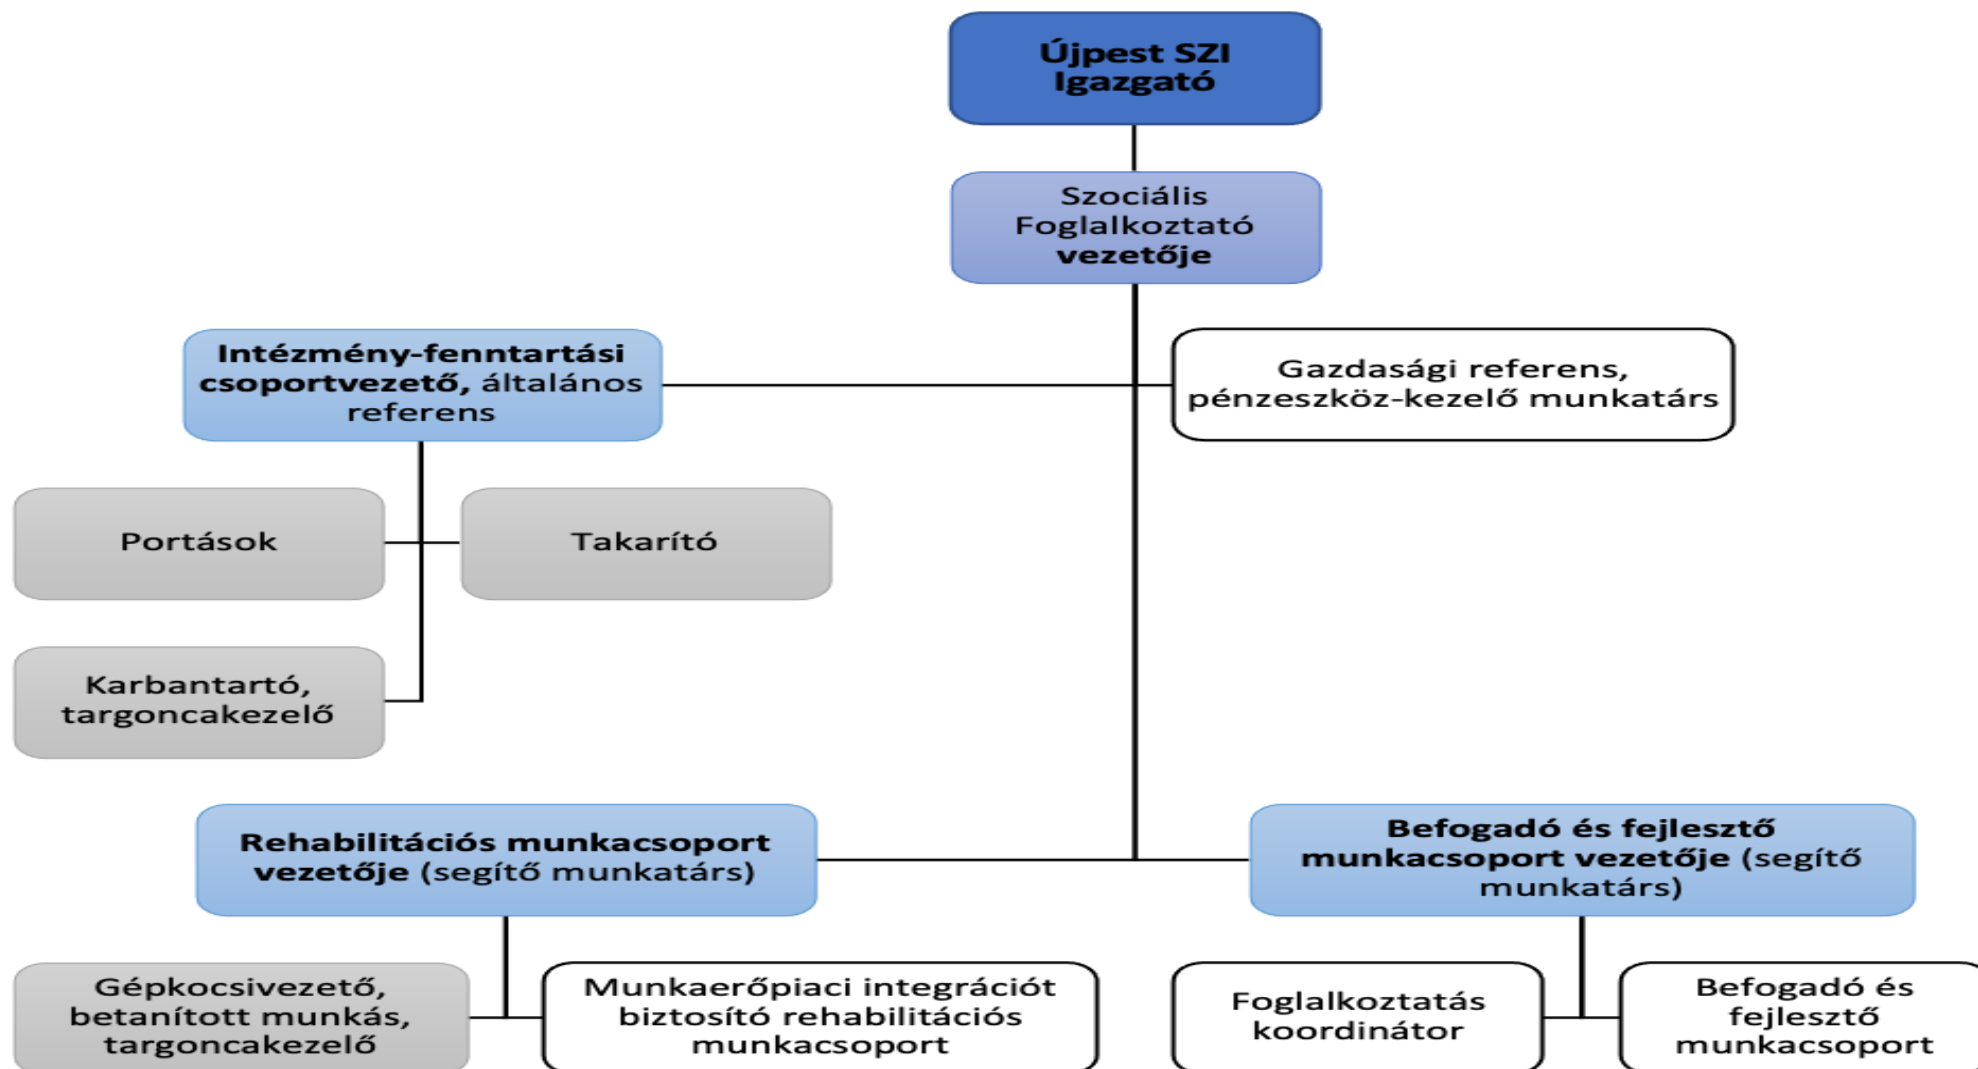 Újpest SZI
Igazgató
Szociális
Foglalkoztató
vezetője
Intézmény-fenntartási
csoportvezető, általános
referens
Gazdasági referens,
pénzeszköz-kezelő munkatárs
Portások
Takarító
Karbantartó,
targoncakezelő
Rehabilitációs munkacsoport
vezetője (segítő munkatárs)
Befogadó és fejlesztő
munkacsoport vezetője (segítő
munkatárs)
Gépkocsivezető,
betanított munkás,
targoncakezelő
Munkaerőpiaci integrációt
biztosító rehabilitációs
munkacsoport
Foglalkoztatás
koordinátor
Befogadó és
fejlesztő
munkacsoport